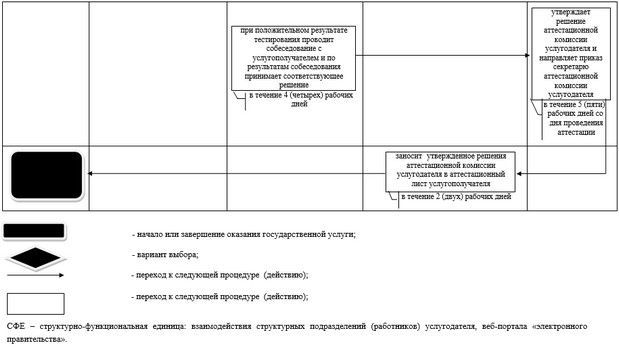 при положительном результате
тестирования проводит
собеседование с
услугополучателем и по
результатам собеседования
принимает соответствующее
решение
в течение 4 (четырех) рабочих
дней
утверждает
решение
аттестационной
комиссии
услугодателя и
направляет приказ
секретарю
аттестационной
комиссии
услугодателя
в течение 5 (пяти)
рабочих дней со
дня проведения
аттестации
заносит утвержденное решения
аттестационной комиссии
услугодателя в аттестационный
лист услугополучателя
в течение 2 (двух) рабочих дней
- начало или завершение оказания государственной услуги;
- вариант выбора;
- переход к следующей процедуре (действию);
- переход к следующей процедуре (действию);
СФЕ – структурно-функциональная единица: взаимодействия структурных подразделений (работников) услугодателя, веб-портала «электронного
правительства».